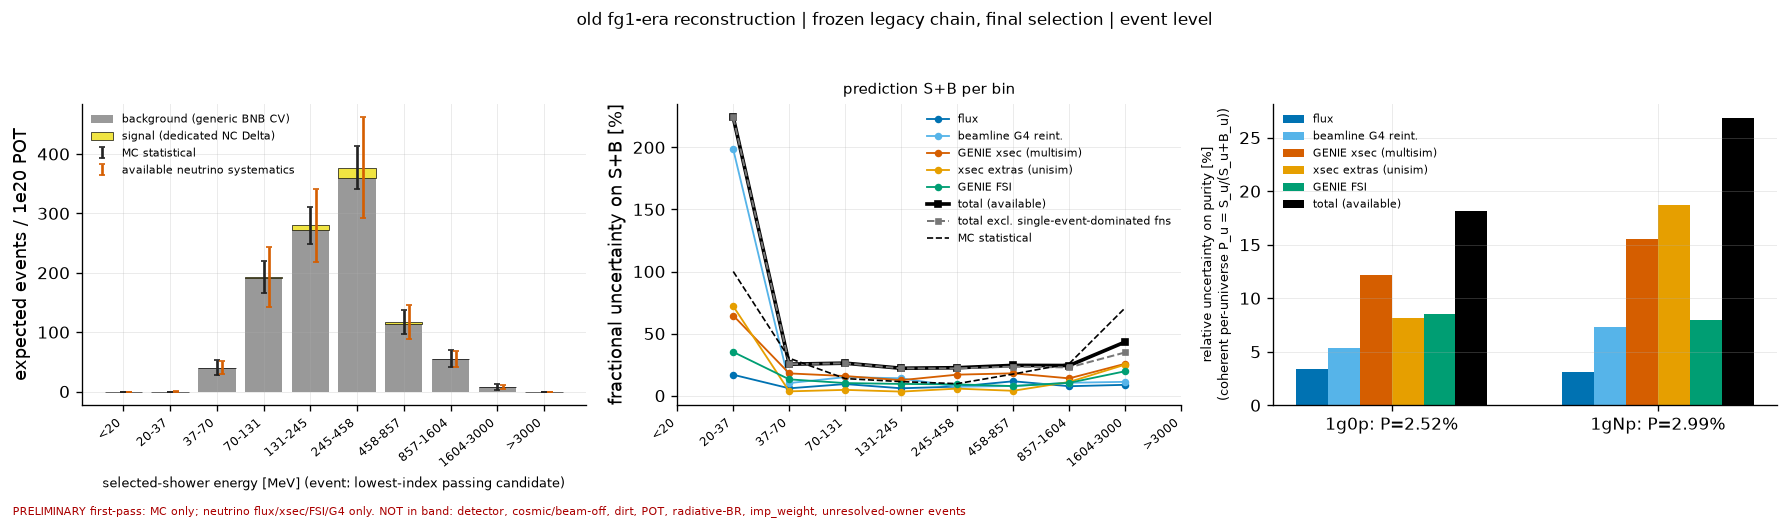 old fg1-era reconstruction | frozen legacy chain, final selection | event level
expected events / 1e20 POT
400
300
200
100
0
background (generic BNB CV)
signal (dedicated NC Delta)
MC statistical
available neutrino systematics
<20
20-37
37-70
70-131
131-245
245-458
458-857
857-1604
1604-3000
>3000
selected-shower energy [MeV] (event: lowest-index passing candidate)
prediction S+B per bin
fractional uncertainty on S+B [%]
200
150
100
50
0
flux
beamline G4 reint.
GENIE xsec (multisim)
xsec extras (unisim)
GENIE FSI
total (available)
total excl. single-event-dominated fns
MC statistical
<20
20-37
37-70
70-131
131-245
245-458
458-857
857-1604
1604-3000
>3000
relative uncertainty on purity [%]
(coherent per-universe P_u = S_u/(S_u+B_u))
25
20
15
10
5
0
flux
beamline G4 reint.
GENIE xsec (multisim)
xsec extras (unisim)
GENIE FSI
total (available)
1g0p: P=2.52%
1gNp: P=2.99%
PRELIMINARY first-pass: MC only; neutrino flux/xsec/FSI/G4 only. NOT in band: detector, cosmic/beam-off, dirt, POT, radiative-BR, imp_weight, unresolved-owner events